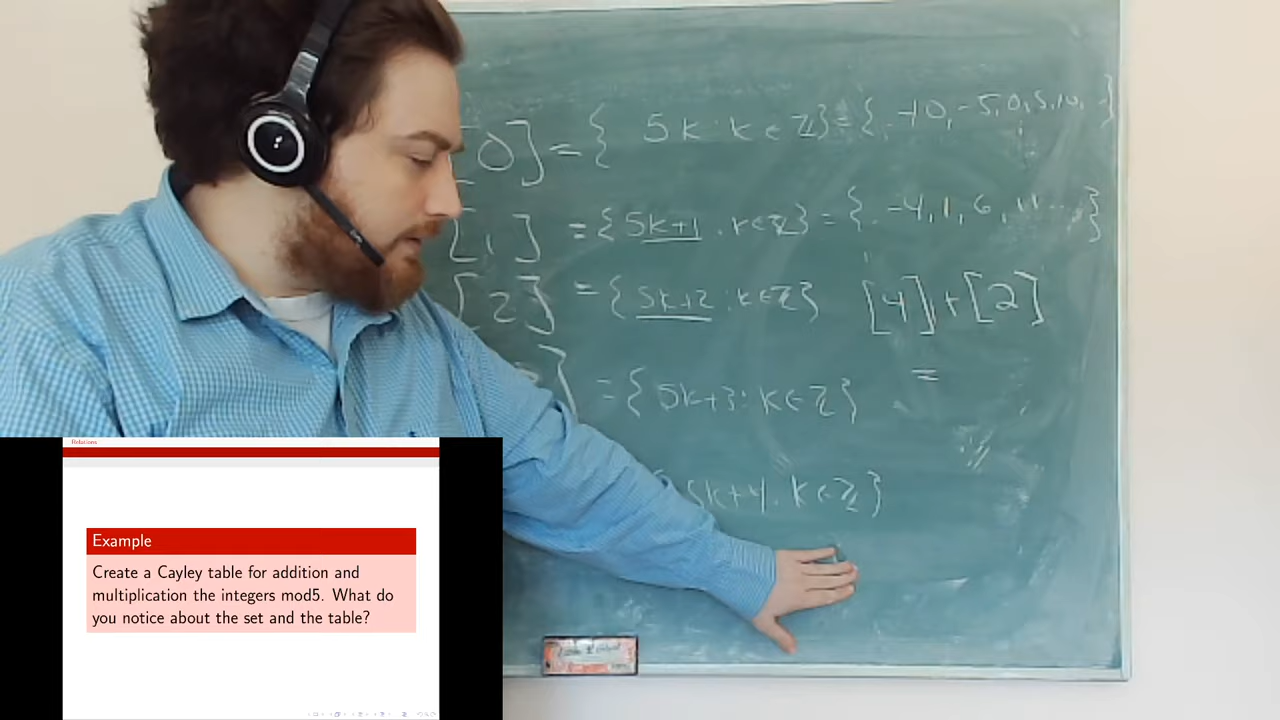 [0] = { 5k : k ∈ ℤ} = { . -10, -5, 0, 5, 10, }
[1] = {5k+1 . k∈ℤ} = { . -4, 1, 6, 11 ... }
[2] = { 5k+2 : k∈ℤ} [4]+[2]
= {5k+3 : k∈ℤ} =
5k+4 . k∈ℤ}
Relations
Example
Create a Cayley table for addition and
multiplication the integers mod5. What do
you notice about the set and the table?